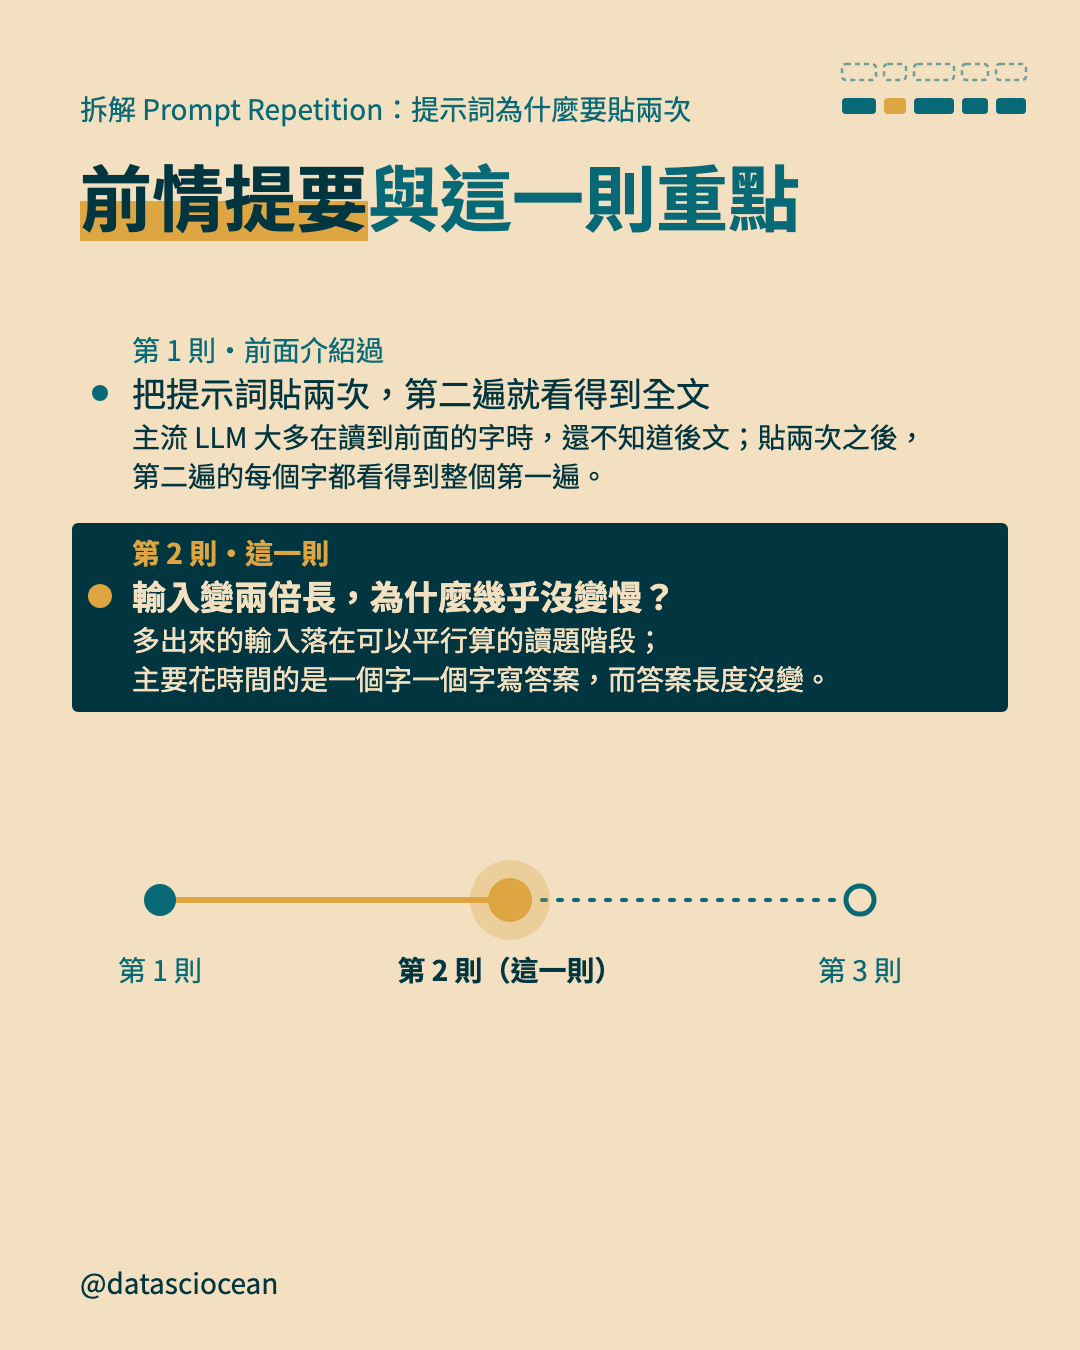 拆解 Prompt Repetition：提示詞為什麼要貼兩次
前情提要與這一則重點
第 1 則・前面介紹過
把提示詞貼兩次，第二遍就看得到全文
主流 LLM 大多在讀到前面的字時，還不知道後文；貼兩次之後，
第二遍的每個字都看得到整個第一遍。
第 2 則・這一則
輸入變兩倍長，為什麼幾乎沒變慢？
多出來的輸入落在可以平行算的讀題階段；
主要花時間的是一個字一個字寫答案，而答案長度沒變。
第 1 則
第 2 則（這一則）
第 3 則
@datasciocean